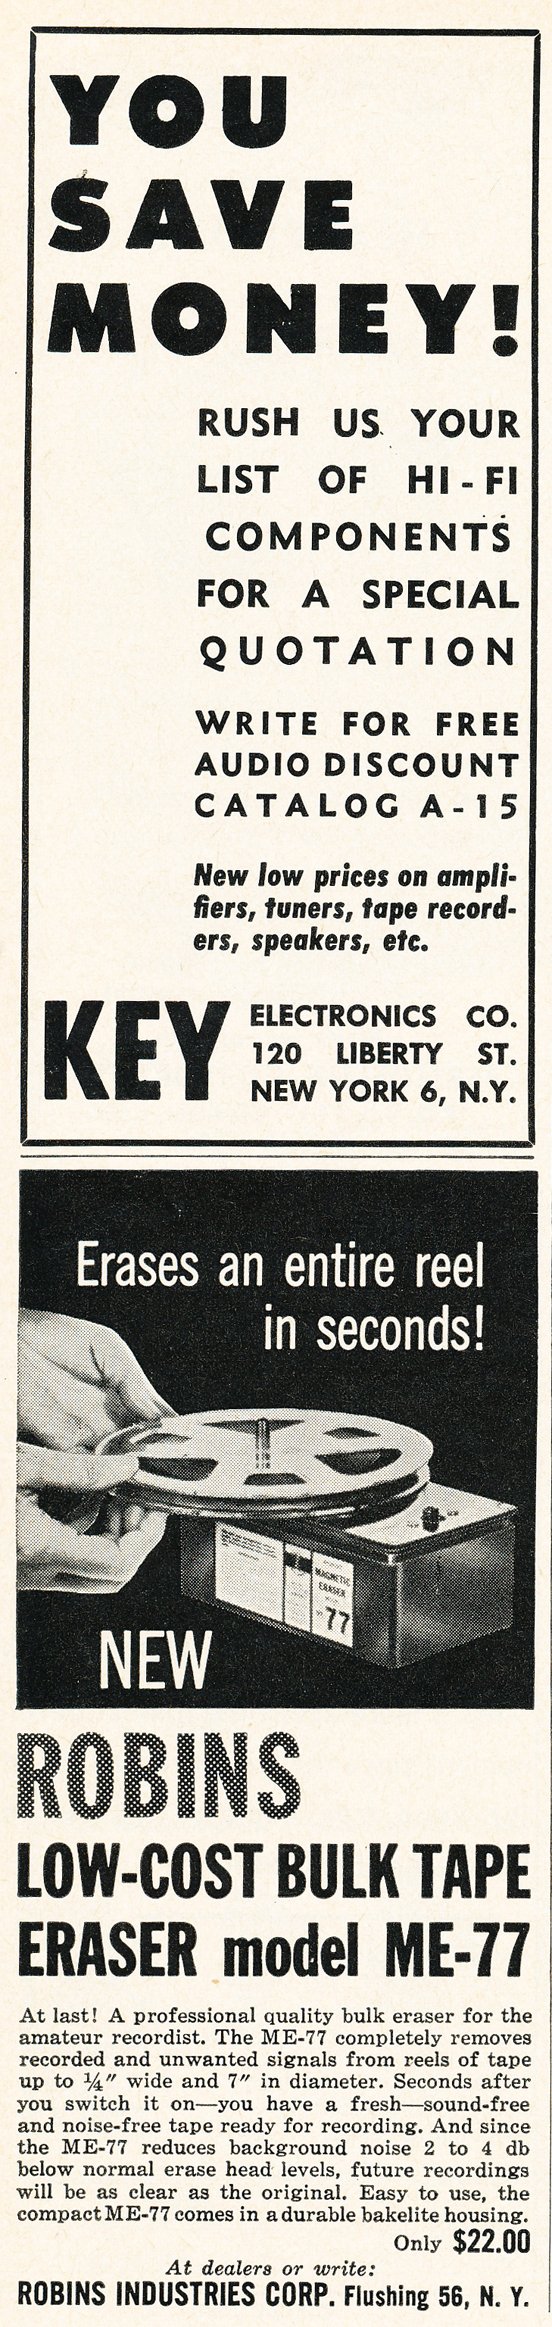 YOU
SAVE
MONEY!
RUSH US YOUR
LIST OF HI-FI
COMPONENTS
FOR A SPECIAL
QUOTATION
WRITE FOR FREE
AUDIO DISCOUNT
CATALOG A-15
New low prices on ampli-
fiers, tuners, tape record-
ers, speakers, etc.
KEY
ELECTRONICS CO.
120 LIBERTY ST.
NEW YORK 6, N.Y.
Erases an entire reel
in seconds!
MAGNETIC
ERASER
77
NEW
ROBINS
LOW-COST BULK TAPE
ERASER model ME-77
At last! A professional quality bulk eraser for the
amateur recordist. The ME-77 completely removes
recorded and unwanted signals from reels of tape
up to ¼″ wide and 7″ in diameter. Seconds after
you switch it on—you have a fresh—sound-free
and noise-free tape ready for recording. And since
the ME-77 reduces background noise 2 to 4 db
below normal erase head levels, future recordings
will be as clear as the original. Easy to use, the
compact ME-77 comes in a durable bakelite housing.
Only $22.00
At dealers or write:
ROBINS INDUSTRIES CORP. Flushing 56, N. Y.